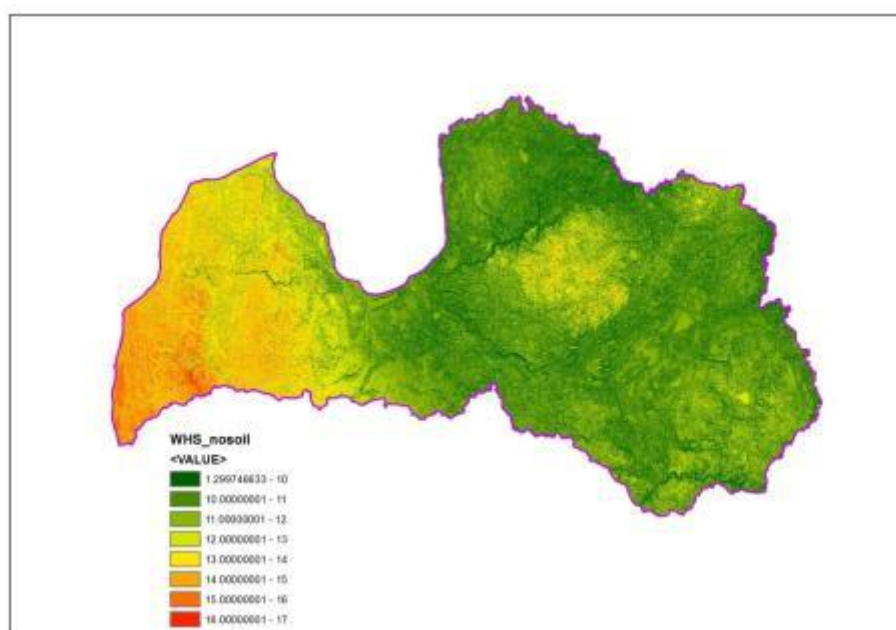 WHS_nosoil
<VALUE>
1.299746633 - 10
10.00000001 - 11
11.00000001 - 12
12.00000001 - 13
13.00000001 - 14
14.00000001 - 15
15.00000001 - 16
16.00000001 - 17